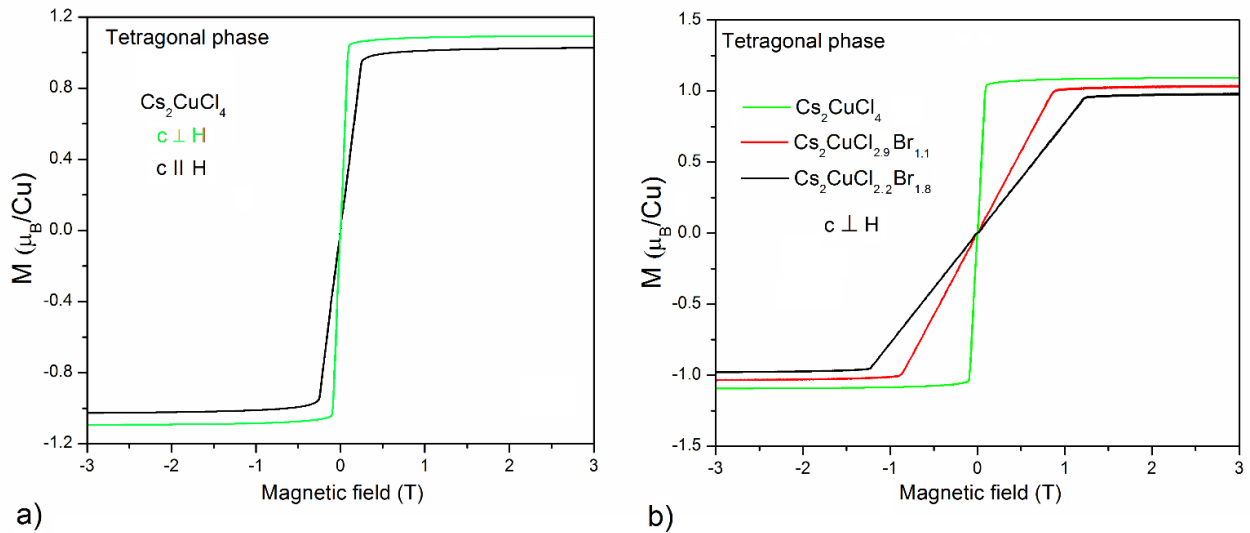 Tetragonal phase
Cs₂CuCl₄
c ⊥ H
c || H
1.2
0.8
0.4
0.0
-0.4
-0.8
-1.2
M (μ_B/Cu)
-3 -2 -1 0 1 2 3
Magnetic field (T)
a)
Tetragonal phase
Cs₂CuCl₄
Cs₂CuCl₂.₉Br₁.₁
Cs₂CuCl₂.₂Br₁.₈
c ⊥ H
1.5
1.0
0.5
0.0
-0.5
-1.0
-1.5
M (μ_B/Cu)
-3 -2 -1 0 1 2 3
Magnetic field (T)
b)